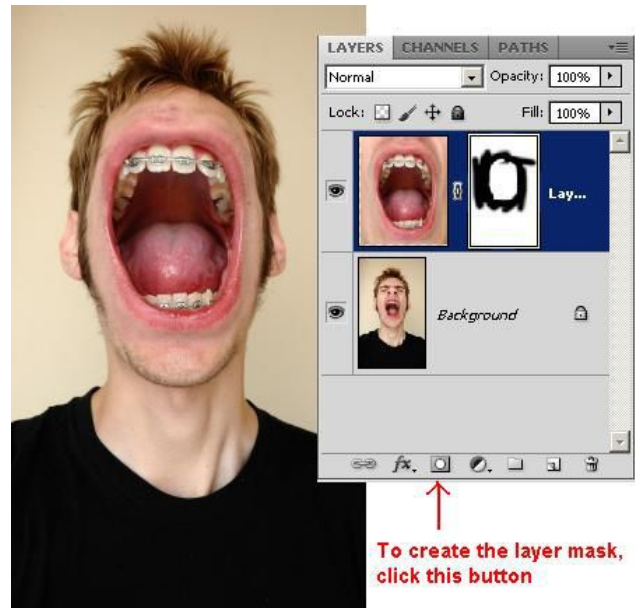 LAYERS CHANNELS PATHS
Normal Opacity: 100%
Lock: Fill: 100%
Lay...
Background
fx.
To create the layer mask,
click this button